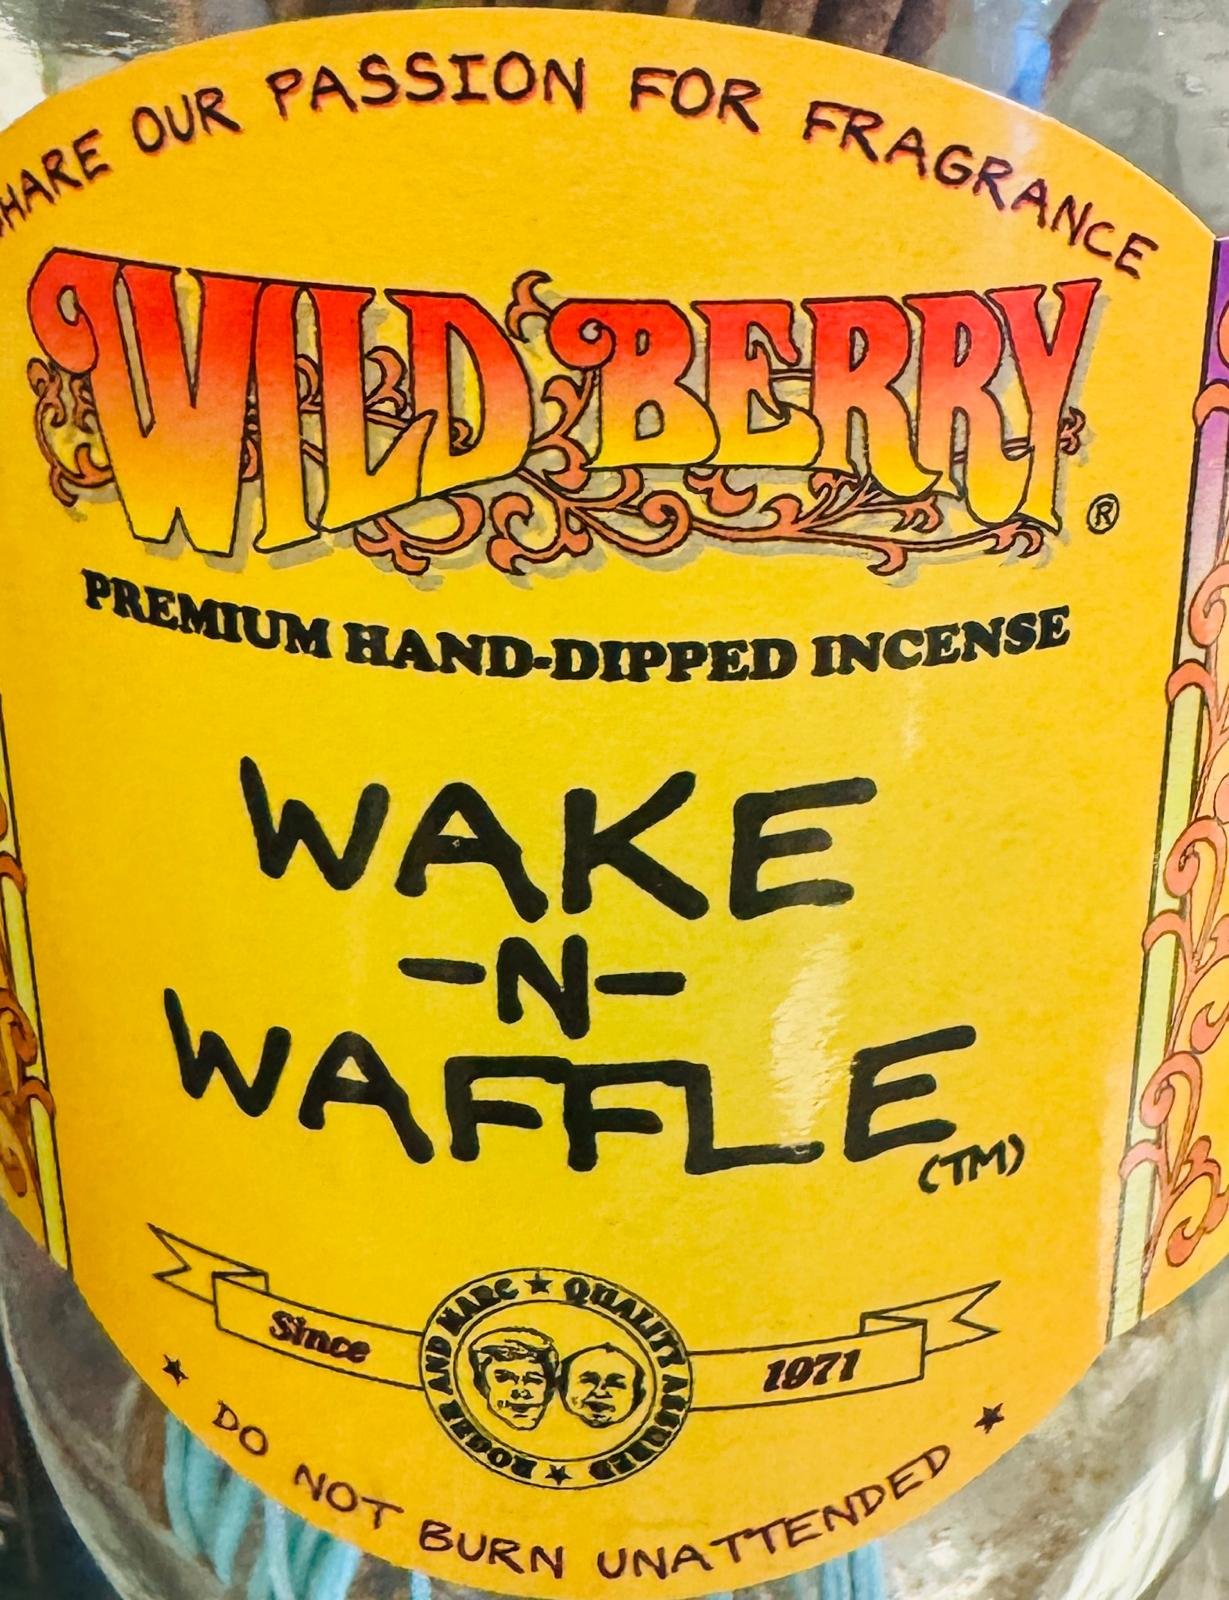 SHARE OUR PASSION FOR FRAGRANCE
WILD BERRY ®
PREMIUM HAND-DIPPED INCENSE
WAKE
-N-
WAFFLE (TM)
Since 1971
ROGER AND MARC ★ QUALITY ASSURED ★
★ DO NOT BURN UNATTENDED ★